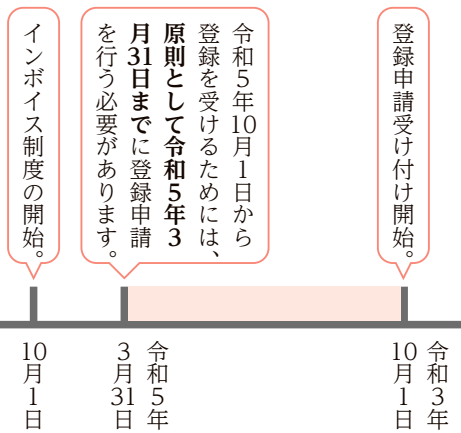 登録申請受け付け開始。
令和5年10月1日から
登録を受けるためには、
原則として令和5年3
月31日までに登録申請
を行う必要があります。
インボイス制度の開始。
令和3年
10月1日
令和5年
3月31日
10月1日